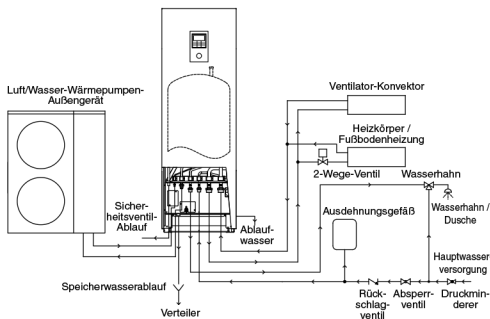 Luft/Wasser-Wärmepumpen-
Außengerät
Ventilator-Konvektor
Heizkörper /
Fußbodenheizung
2-Wege-Ventil
Wasserhahn
Sicher-
heitsventil-
Ablauf
Ablauf-
wasser
Ausdehnungsgefäß
Wasserhahn /
Dusche
Hauptwasser
versorgung
Speicherwasserablauf
Verteiler
Rück-
schlag-
ventil
Absperr-
ventil
Druckmin-
derer